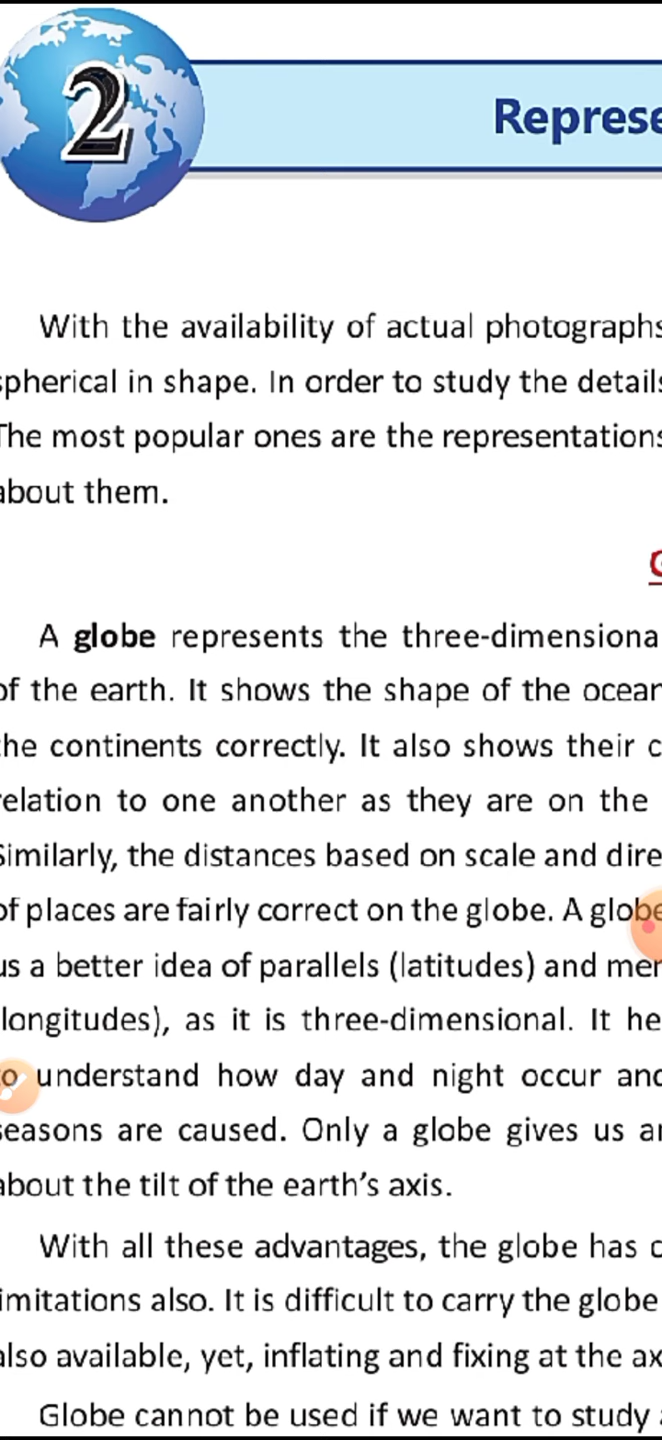 2
Represe
With the availability of actual photographs
spherical in shape. In order to study the details
The most popular ones are the representations
about them.
G
A globe represents the three-dimensiona
of the earth. It shows the shape of the ocean
the continents correctly. It also shows their c
relation to one another as they are on the
Similarly, the distances based on scale and dire
of places are fairly correct on the globe. A globe
us a better idea of parallels (latitudes) and mer
longitudes), as it is three-dimensional. It he
to understand how day and night occur and
seasons are caused. Only a globe gives us an
about the tilt of the earth's axis.
With all these advantages, the globe has c
limitations also. It is difficult to carry the globe
also available, yet, inflating and fixing at the ax
Globe cannot be used if we want to study a